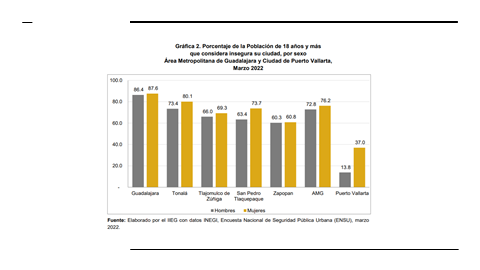 Gráfica 2. Porcentaje de la Población de 18 años y más
que considera insegura su ciudad, por sexo
Área Metropolitana de Guadalajara y Ciudad de Puerto Vallarta,
Marzo 2022
100.0
80.0
60.0
40.0
20.0
-
86.4 87.6
73.4 80.1
66.0 69.3
63.4 73.7
60.3 60.8
72.8 76.2
13.8 37.0
Guadalajara Tonalá Tlajomulco de San Pedro Zapopan AMG Puerto Vallarta
Zúñiga Tlaquepaque
Hombres Mujeres
Fuente: Elaborado por el IIEG con datos INEGI, Encuesta Nacional de Seguridad Pública Urbana (ENSU), marzo
2022.